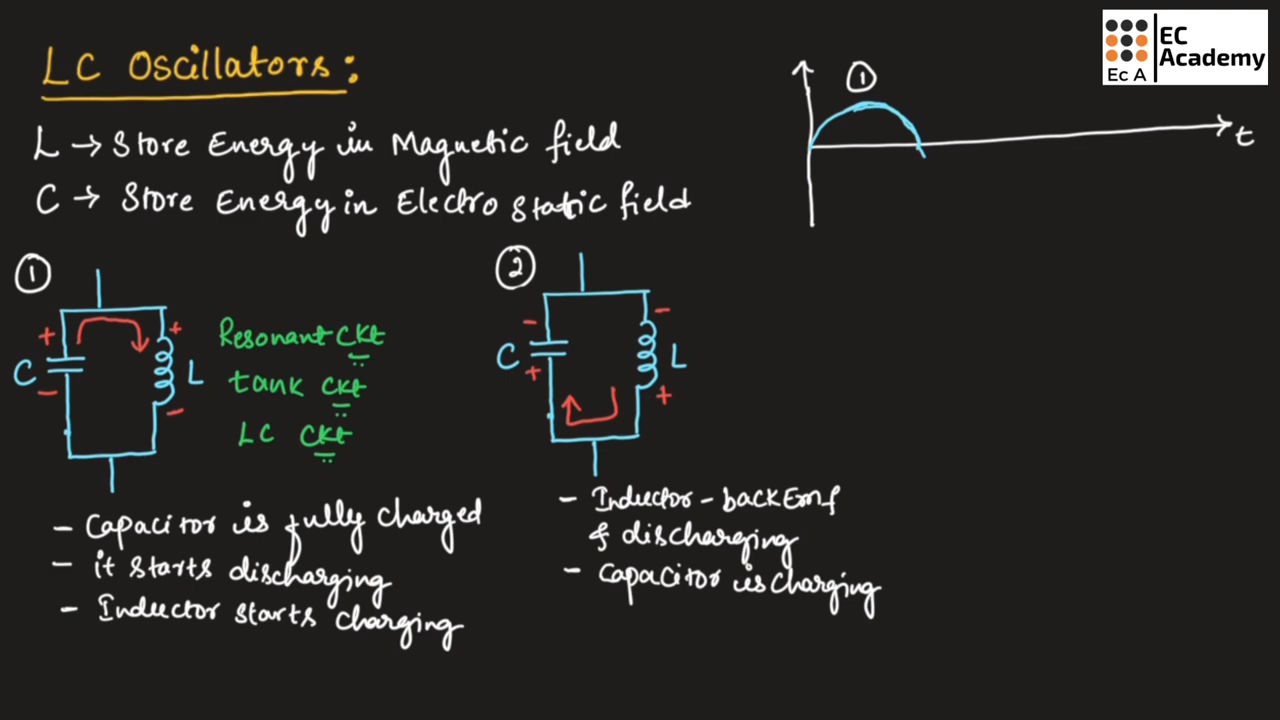 LC Oscillators:
EC Academy
Ec A
L → Store Energy in Magnetic field
C → Store Energy in Electro static field
1
t
1
+ +
C L
- -
Resonant Ckt
tank Ckt
LC Ckt
- Capacitor is fully charged
- it starts discharging
- Inductor starts charging
2
- -
C L
+ +
- Inductor - back Emf
& discharging
- Capacitor is charging